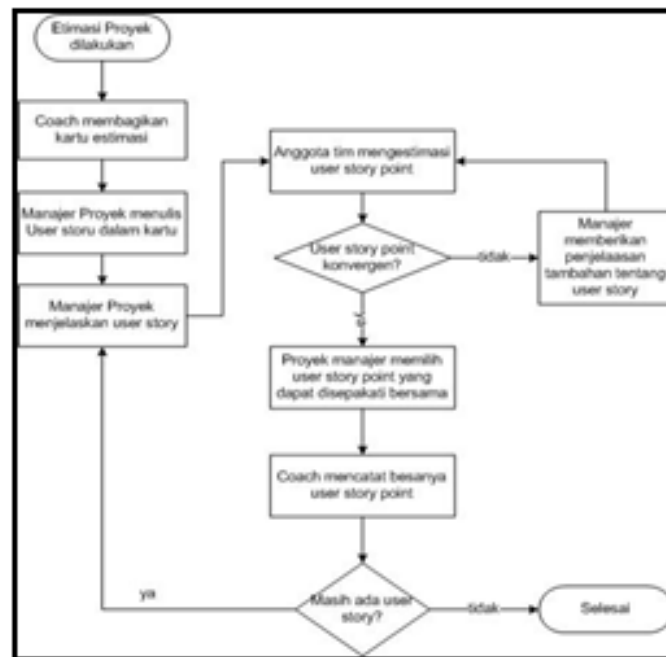 Etimasi Proyek
dilakukan
Coach membagikan
kartu estimasi
Manajer Proyek menulis
User storu dalam kartu
Manajer Proyek
menjelaskan user story
Anggota tim mengestimasi
user story point
User story point
konvergen?
tidak
Manajer
memberikan
penjelaasan
tambahan tentang
user story
ya
Proyek manajer memilih
user story point yang
dapat disepakati bersama
Coach mencatat besanya
user story point
Masih ada user
story?
ya
tidak
Selesai